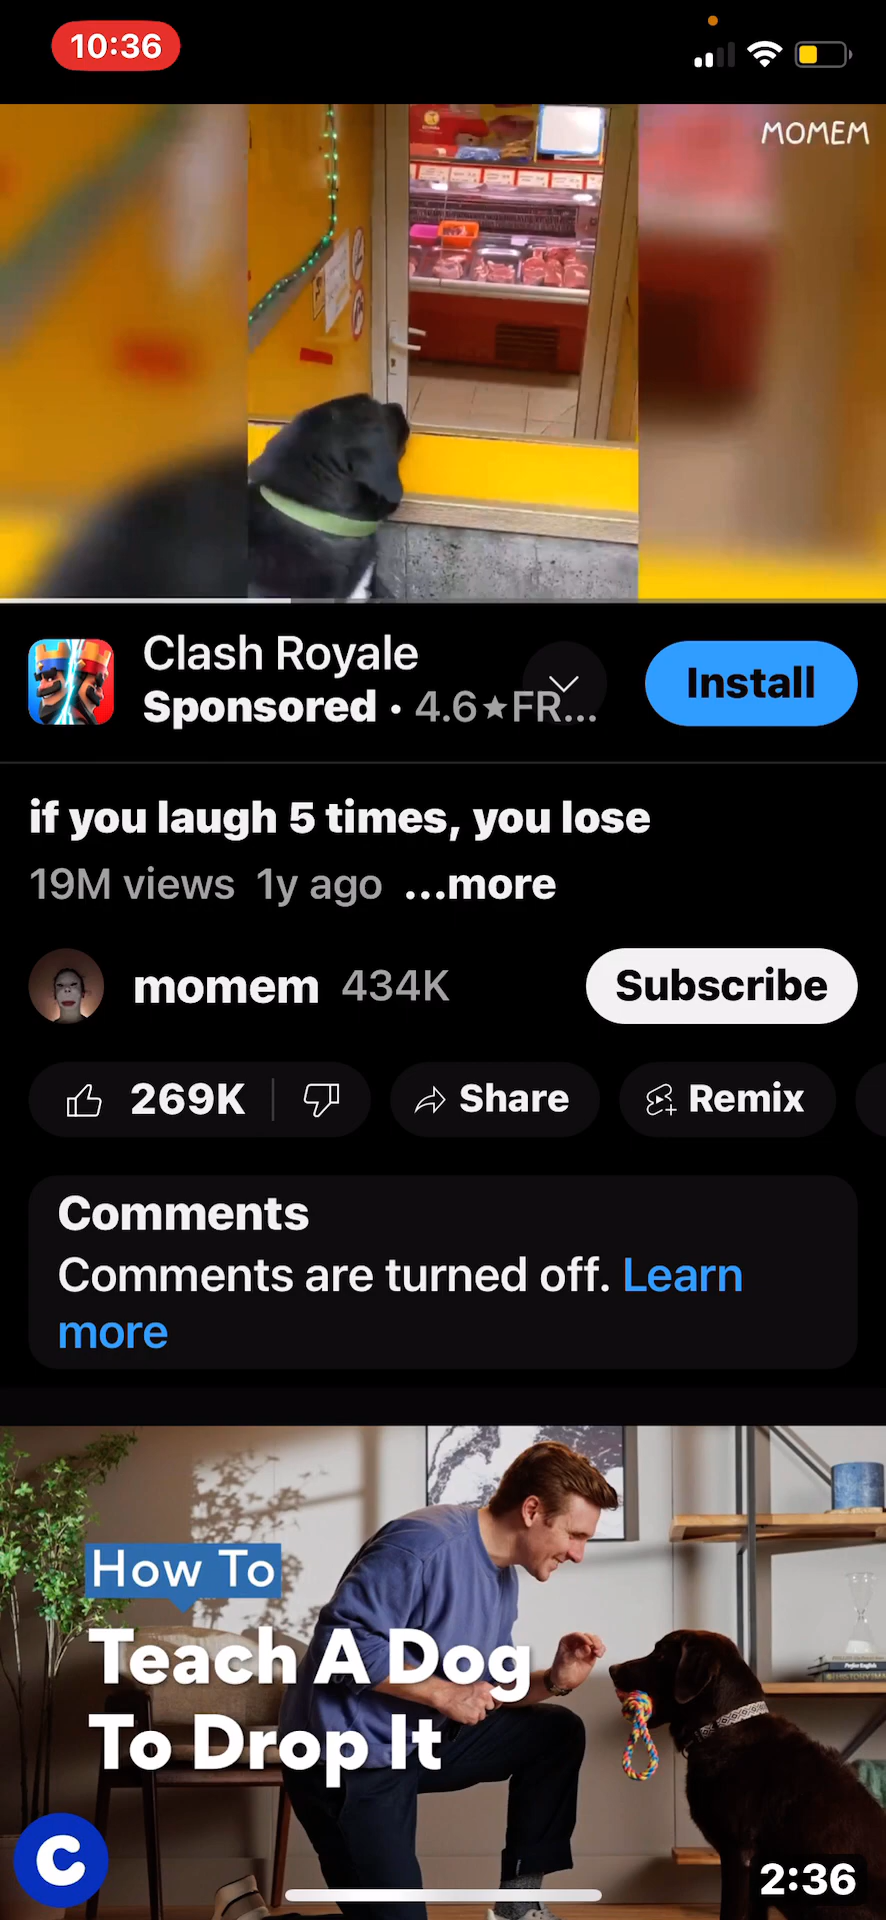 10:36
MOMEM
Clash Royale
Sponsored • 4.6★FR...
Install
if you laugh 5 times, you lose
19M views 1y ago ...more
momem 434K
Subscribe
269K
Share
Remix
Comments
Comments are turned off. Learn
more
How To
Teach A Dog
To Drop It
C
2:36